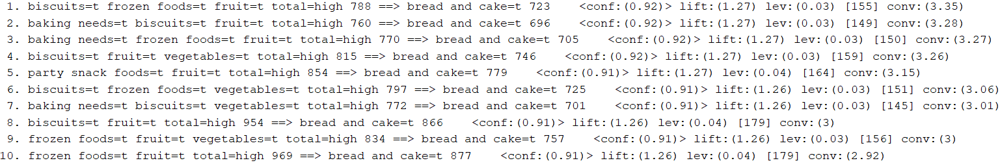 1. biscuits=t frozen foods=t fruit=t total=high 788 ==> bread and cake=t 723    <conf:(0.92)> lift:(1.27) lev:(0.03) [155] conv:(3.35)
2. baking needs=t biscuits=t fruit=t total=high 760 ==> bread and cake=t 696    <conf:(0.92)> lift:(1.27) lev:(0.03) [149] conv:(3.28)
3. baking needs=t frozen foods=t fruit=t total=high 770 ==> bread and cake=t 705    <conf:(0.92)> lift:(1.27) lev:(0.03) [150] conv:(3.27)
4. biscuits=t fruit=t vegetables=t total=high 815 ==> bread and cake=t 746    <conf:(0.92)> lift:(1.27) lev:(0.03) [159] conv:(3.26)
5. party snack foods=t fruit=t total=high 854 ==> bread and cake=t 779    <conf:(0.91)> lift:(1.27) lev:(0.04) [164] conv:(3.15)
6. biscuits=t frozen foods=t vegetables=t total=high 797 ==> bread and cake=t 725    <conf:(0.91)> lift:(1.26) lev:(0.03) [151] conv:(3.06)
7. baking needs=t biscuits=t vegetables=t total=high 772 ==> bread and cake=t 701    <conf:(0.91)> lift:(1.26) lev:(0.03) [145] conv:(3.01)
8. biscuits=t fruit=t total=high 954 ==> bread and cake=t 866    <conf:(0.91)> lift:(1.26) lev:(0.04) [179] conv:(3)
9. frozen foods=t fruit=t vegetables=t total=high 834 ==> bread and cake=t 757    <conf:(0.91)> lift:(1.26) lev:(0.03) [156] conv:(3)
10. frozen foods=t fruit=t total=high 969 ==> bread and cake=t 877    <conf:(0.91)> lift:(1.26) lev:(0.04) [179] conv:(2.92)